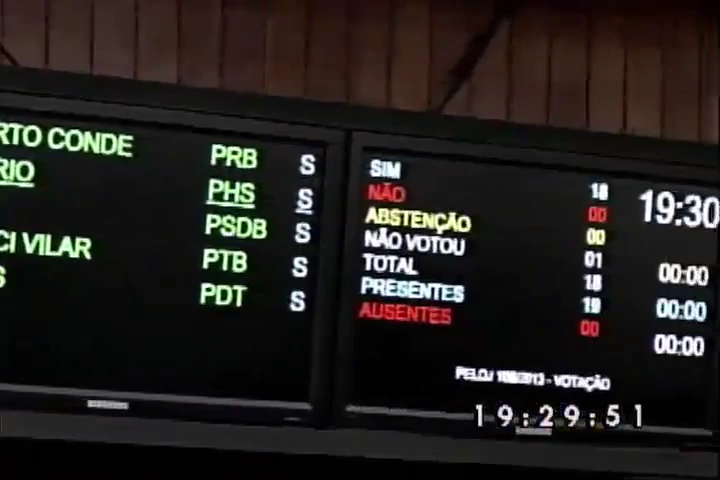 RTO CONDE PRB S
RIO PHS S
PSDB S
CI VILAR PTB S
S PDT S
SIM 18
NÃO 00
ABSTENÇÃO 00
NÃO VOTOU 01
TOTAL 18
PRESENTES 19
AUSENTES 00
19:30
00:00
00:00
00:00
- VOTAÇÃO
19:29:51